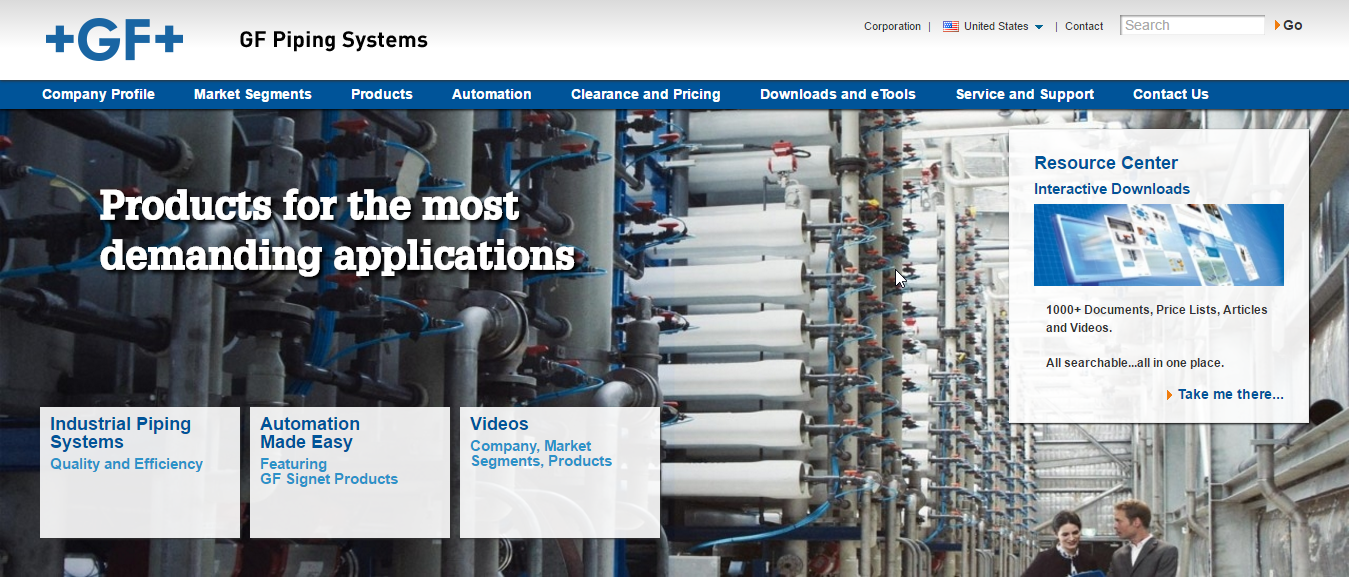 +GF+
GF Piping Systems
Corporation | United States | Contact
Search
Go
Company Profile
Market Segments
Products
Automation
Clearance and Pricing
Downloads and eTools
Service and Support
Contact Us
Products for the most
demanding applications
Resource Center
Interactive Downloads
1000+ Documents, Price Lists, Articles
and Videos.
All searchable...all in one place.
Take me there...
Industrial Piping
Systems
Quality and Efficiency
Automation
Made Easy
Featuring
GF Signet Products
Videos
Company, Market
Segments, Products